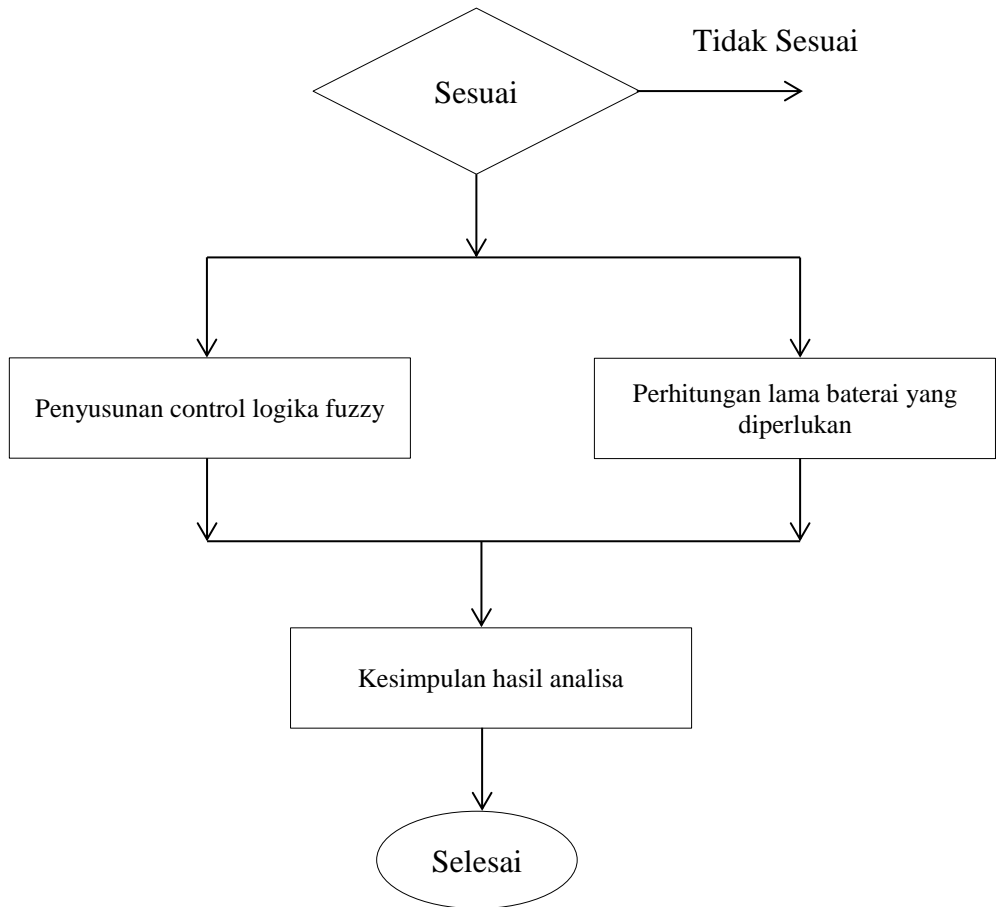 Tidak Sesuai
Sesuai
Penyusunan control logika fuzzy
Perhitungan lama baterai yang
diperlukan
Kesimpulan hasil analisa
Selesai